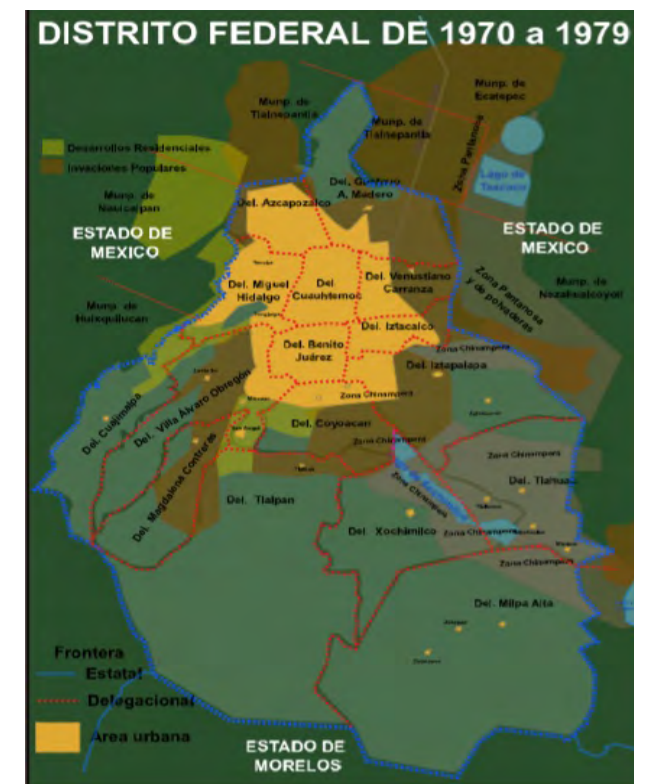 DISTRITO FEDERAL DE 1970 a 1979
Munp. de
Ecatepec
Munp. de
Tlalnepantla
Munp. de
Tlalnepantla
Zona Pantanosa
Desarrollos Residenciales
Invaciones Populares
Lago de
Texcoco
Del. Gustavo
A. Madero
Munp. de
Naucalpan
Del. Azcapozalco
ESTADO DE
MEXICO
ESTADO DE
MEXICO
Del. Miguel
Hidalgo
Del.
Cuauhtemoc
Del. Venustiano
Carranza
Zona Pantanosa
y de polvaderas
Munp. de
Nezahualcoyotl
Munp. de
Huixquilucan
Del. Iztacalco
Del. Benito
Juárez
Zona Chinampera
Del. Iztapalapa
Del. Cuajimalpa
Del. Villa Álvaro Obregón
Zona Chinampera
Del. Coyoacan
Zona Chinampera
Zona Chinampera
Del. Magdalena Contreras
Zona Chinampera
Del. Tlalpan
Del. Tlahuac
Del. Xochimilco
Zona Chinampera
Zona Chinampera
Del. Milpa Alta
Frontera
Estatal
Delegacional
Area urbana
ESTADO DE
MORELOS